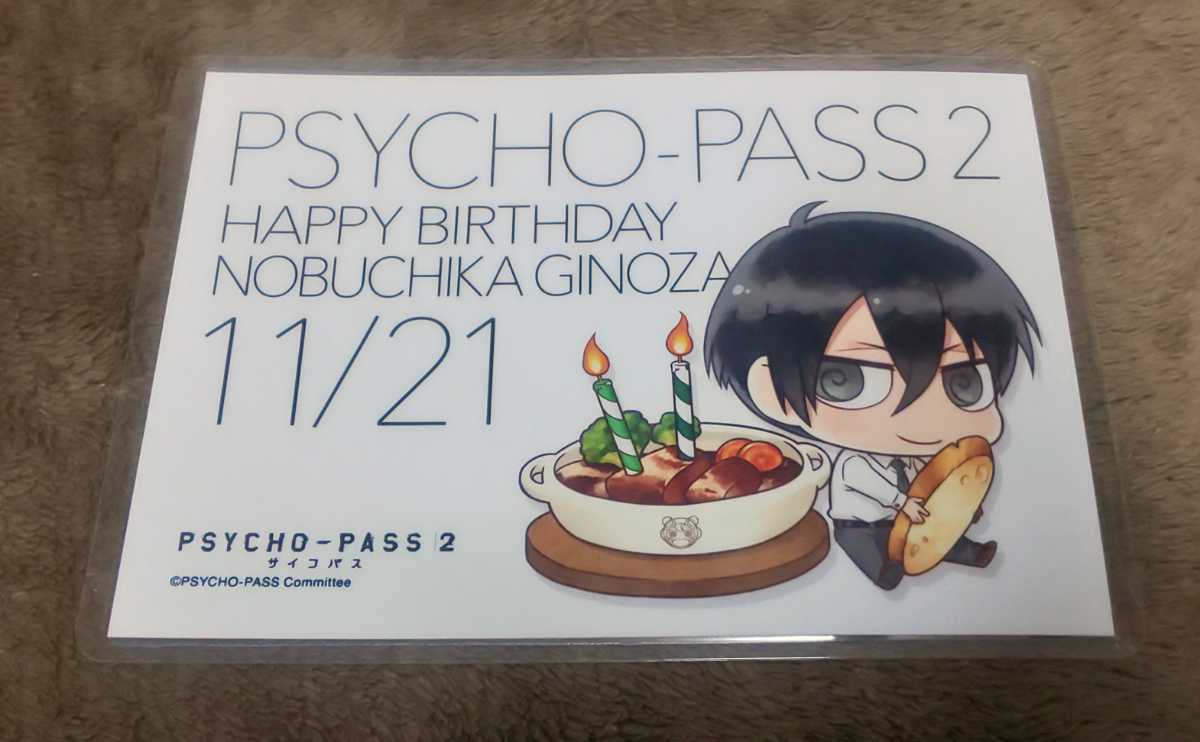 PSYCHO-PASS 2
HAPPY BIRTHDAY
NOBUCHIKA GINOZA
11/21
PSYCHO-PASS 2
サイコパス
©PSYCHO-PASS Committee